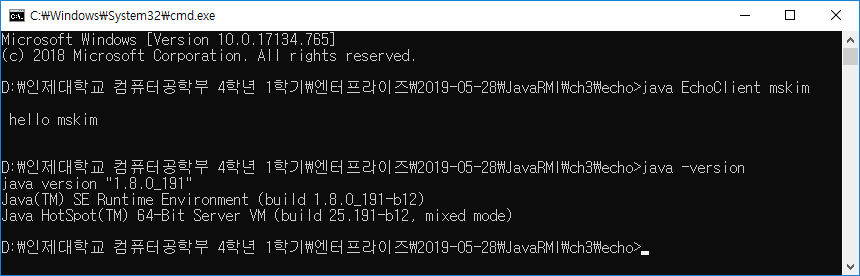 C:₩Windows₩System32₩cmd.exe
Microsoft Windows [Version 10.0.17134.765]
(c) 2018 Microsoft Corporation. All rights reserved.
D:₩인제대학교 컴퓨터공학부 4학년 1학기₩엔터프라이즈₩2019-05-28₩JavaRMI₩ch3₩echo>java EchoClient mskim
hello mskim
D:₩인제대학교 컴퓨터공학부 4학년 1학기₩엔터프라이즈₩2019-05-28₩JavaRMI₩ch3₩echo>java -version
java version "1.8.0_191"
Java(TM) SE Runtime Environment (build 1.8.0_191-b12)
Java HotSpot(TM) 64-Bit Server VM (build 25.191-b12, mixed mode)
D:₩인제대학교 컴퓨터공학부 4학년 1학기₩엔터프라이즈₩2019-05-28₩JavaRMI₩ch3₩echo>